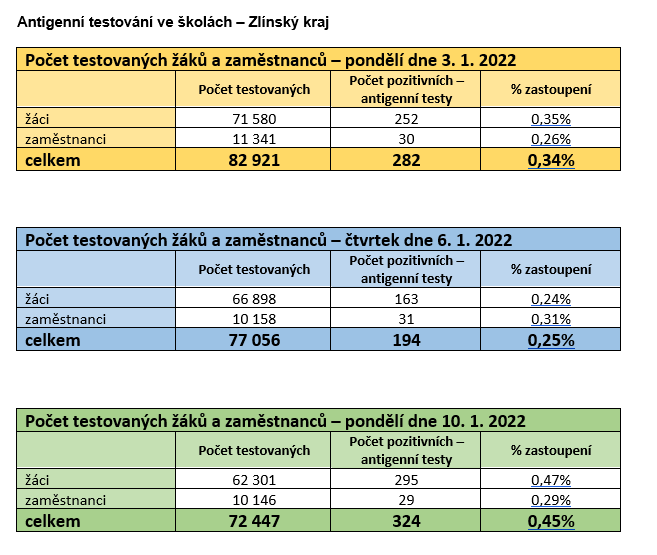 Antigenní testování ve školách – Zlínský kraj
Počet testovaných žáků a zaměstnanců – pondělí dne 3. 1. 2022
Počet testovaných Počet pozitivních – antigenní testy % zastoupení
žáci 71 580 252 0,35%
zaměstnanci 11 341 30 0,26%
celkem 82 921 282 0,34%
Počet testovaných žáků a zaměstnanců – čtvrtek dne 6. 1. 2022
Počet testovaných Počet pozitivních – antigenní testy % zastoupení
žáci 66 898 163 0,24%
zaměstnanci 10 158 31 0,31%
celkem 77 056 194 0,25%
Počet testovaných žáků a zaměstnanců – pondělí dne 10. 1. 2022
Počet testovaných Počet pozitivních – antigenní testy % zastoupení
žáci 62 301 295 0,47%
zaměstnanci 10 146 29 0,29%
celkem 72 447 324 0,45%